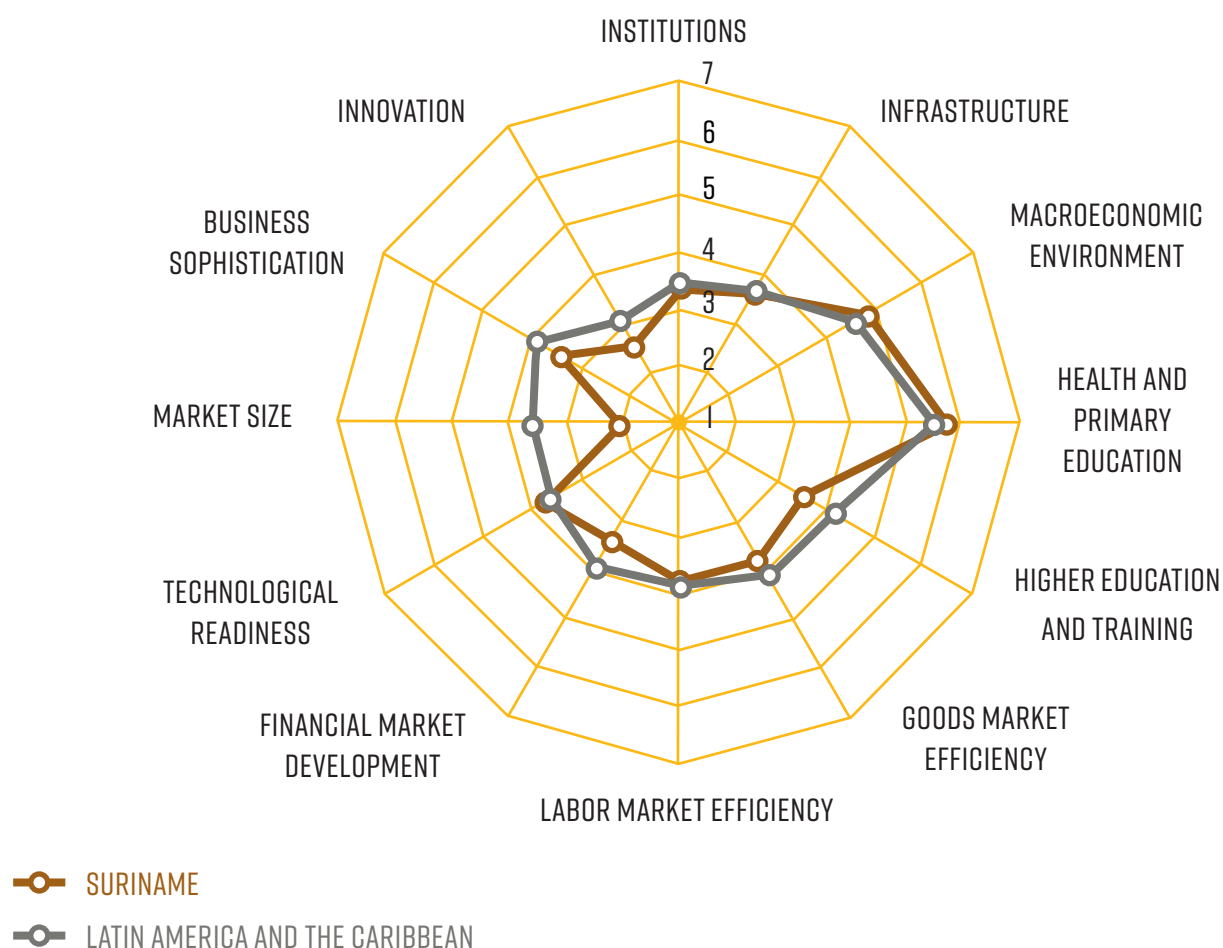 INSTITUTIONS
7
INFRASTRUCTURE
INNOVATION
6
5
MACROECONOMIC
ENVIRONMENT
BUSINESS
SOPHISTICATION
4
3
2
HEALTH AND
PRIMARY
EDUCATION
MARKET SIZE
1
HIGHER EDUCATION
AND TRAINING
TECHNOLOGICAL
READINESS
GOODS MARKET
EFFICIENCY
FINANCIAL MARKET
DEVELOPMENT
LABOR MARKET EFFICIENCY
SURINAME
LATIN AMERICA AND THE CARIBBEAN